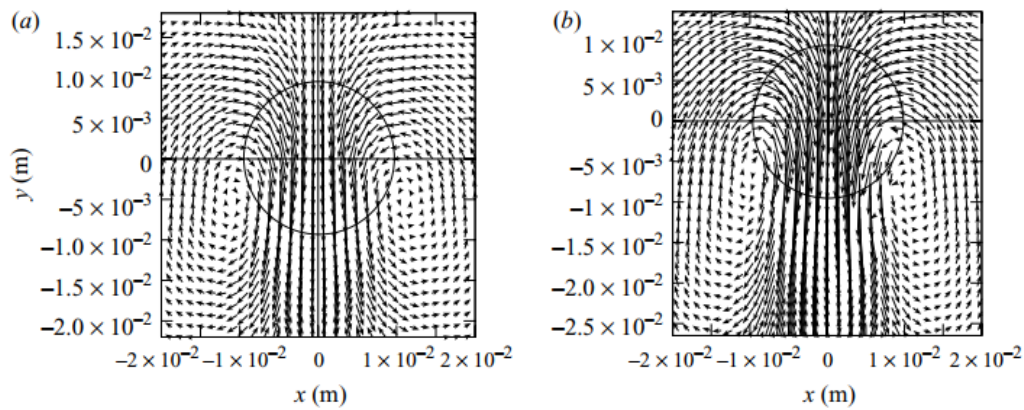 (a)
1.5 × 10⁻²
1.0 × 10⁻²
5 × 10⁻³
0
−5 × 10⁻³
−1.0 × 10⁻²
−1.5 × 10⁻²
−2.0 × 10⁻²
y (m)
−2 × 10⁻² −1 × 10⁻² 0 1 × 10⁻² 2 × 10⁻²
x (m)
(b)
1 × 10⁻²
5 × 10⁻³
0
−5 × 10⁻³
−1 × 10⁻²
−1.5 × 10⁻²
−2.0 × 10⁻²
−2.5 × 10⁻²
−2 × 10⁻² −1 × 10⁻² 0 1 × 10⁻² 2 × 10⁻²
x (m)